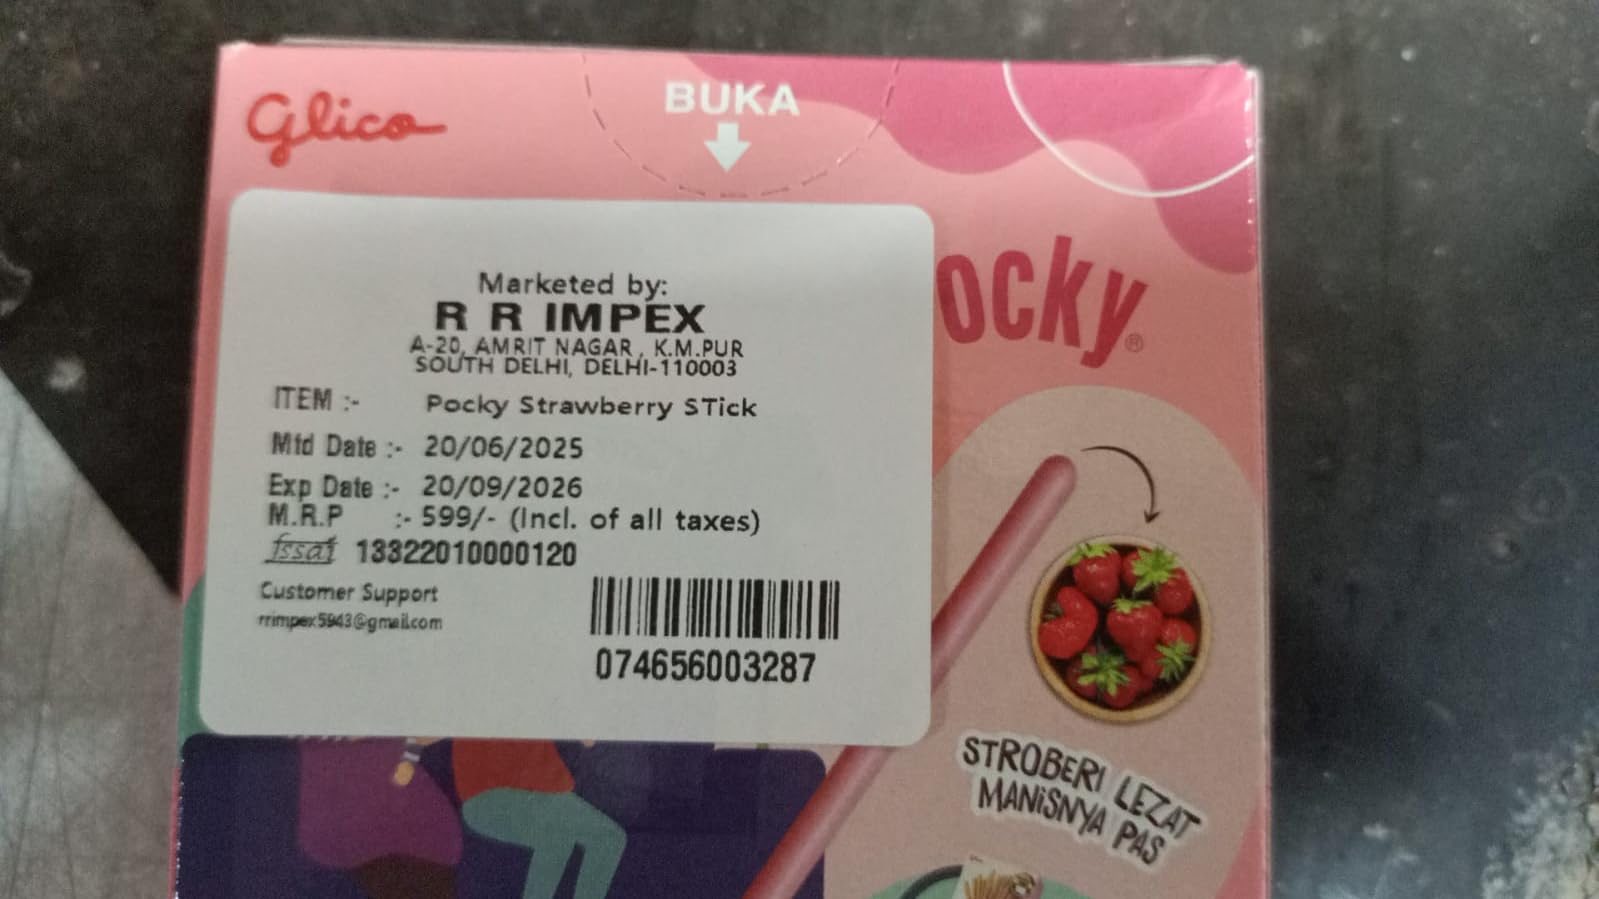 Glico
BUKA
ocky®
Marketed by:
R R IMPEX
A-20, AMRIT NAGAR, K.M.PUR
SOUTH DELHI, DELHI-110003
ITEM :- Pocky Strawberry STick
Mfd Date :- 20/06/2025
Exp Date :- 20/09/2026
M.R.P :- 599/- (Incl. of all taxes)
fssai 13322010000120
Customer Support
rrimpex5943@gmail.com
074656003287
STROBERI LEZAT
MANiSNYA PAS